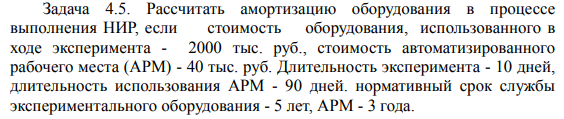 Задача 4.5. Рассчитать амортизацию оборудования в процессе
выполнения НИР, если стоимость оборудования, использованного в
ходе эксперимента - 2000 тыс. руб., стоимость автоматизированного
рабочего места (АРМ) - 40 тыс. руб. Длительность эксперимента - 10 дней,
длительность использования АРМ - 90 дней. нормативный срок службы
экспериментального оборудования - 5 лет, АРМ - 3 года.